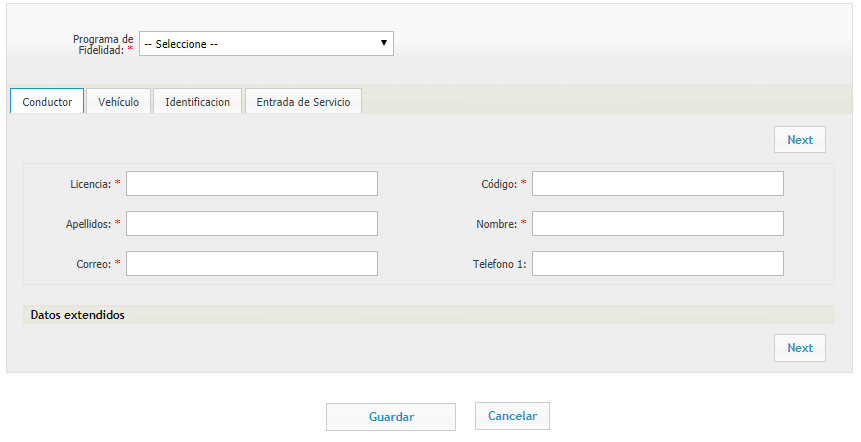 Programa de
Fidelidad: *
-- Seleccione --
Conductor
Vehículo
Identificacion
Entrada de Servicio
Next
Licencia: *
Código: *
Apellidos: *
Nombre: *
Correo: *
Telefono 1:
Datos extendidos
Next
Guardar
Cancelar